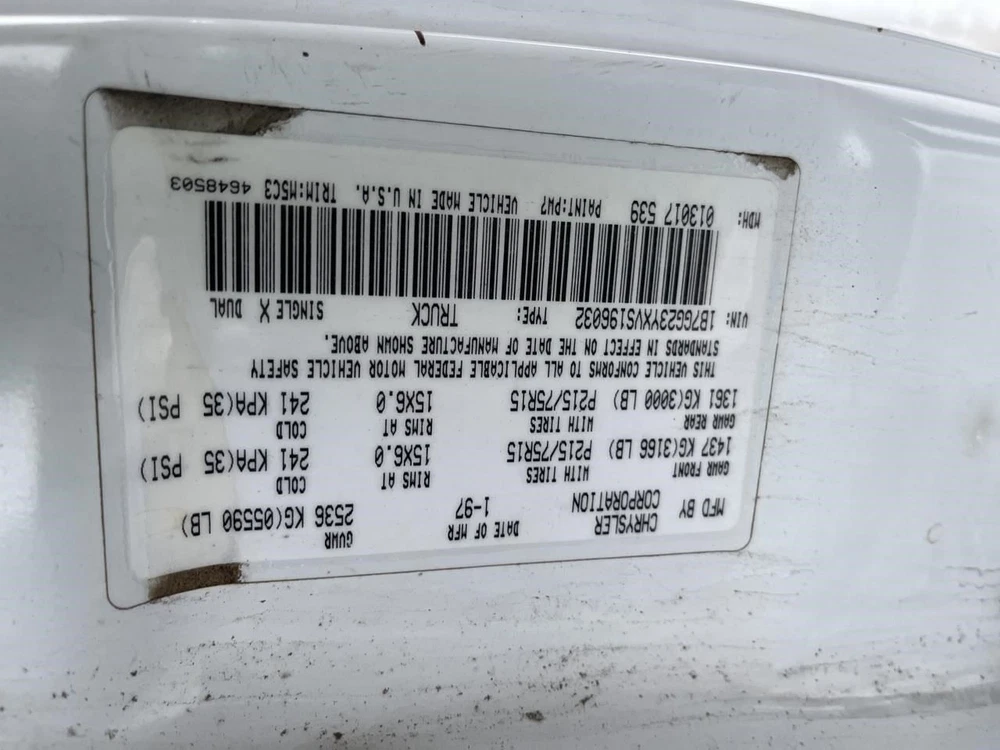 MFD BY CHRYSLER CORPORATION DATE OF MFR 1-97 GVWR 2536 KG(05590 LB)
GAWR FRONT WITH TIRES RIMS AT COLD
1437 KG(3166 LB) P215/75R15 15X6.0 241 KPA(35 PSI)
GAWR REAR WITH TIRES RIMS AT COLD
1361 KG(3000 LB) P215/75R15 15X6.0 241 KPA(35 PSI)
THIS VEHICLE CONFORMS TO ALL APPLICABLE FEDERAL MOTOR VEHICLE SAFETY
STANDARDS IN EFFECT ON THE DATE OF MANUFACTURE SHOWN ABOVE.
VIN: 1B7GG23YXVS196032 TYPE: TRUCK SINGLE X DUAL
MDH: 013017 539 PAINT:PW7 VEHICLE MADE IN U.S.A. TRIM:M5C3 4648503